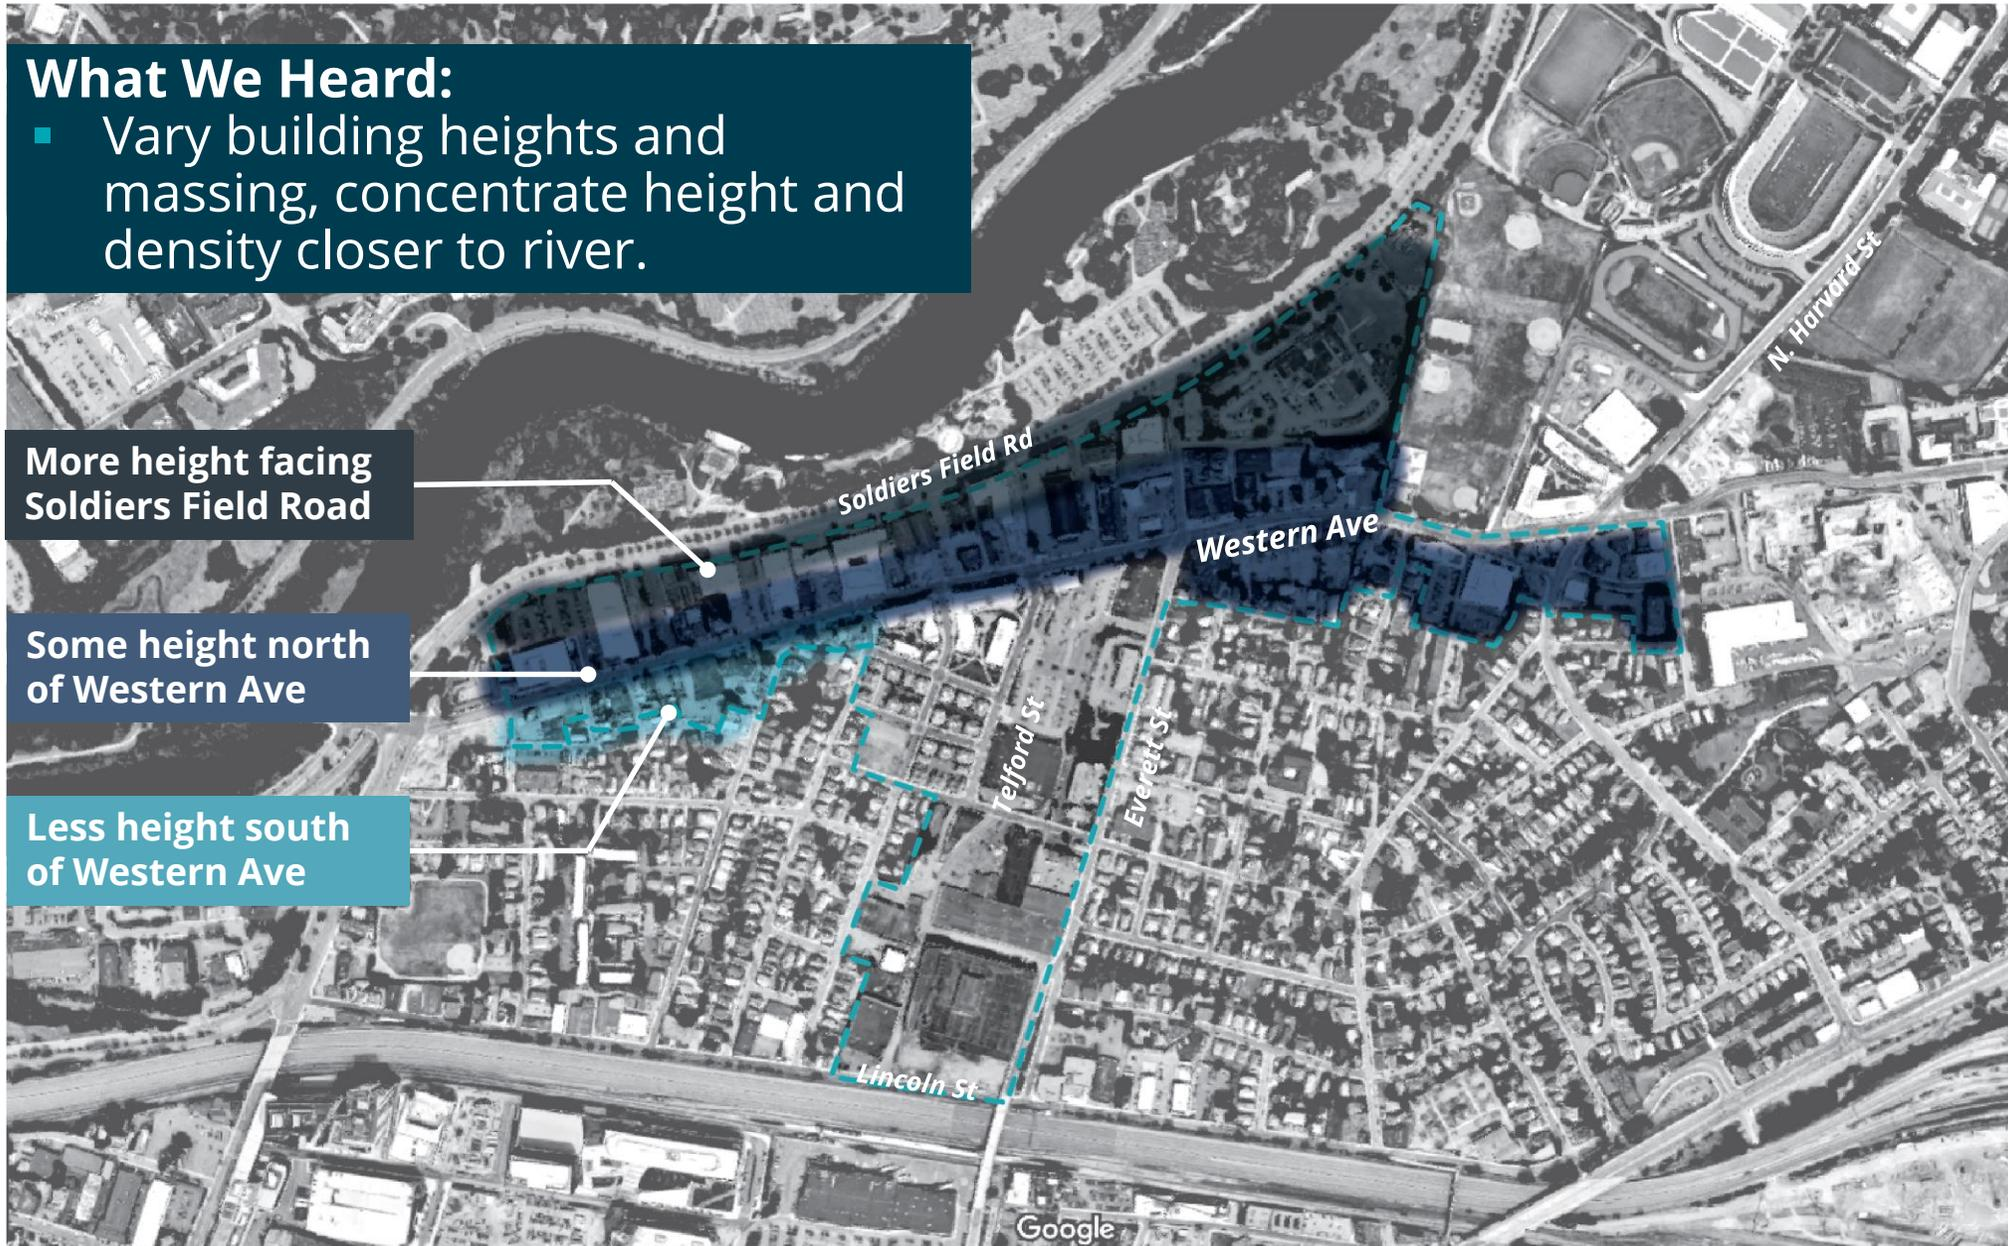 What We Heard:
▪ Vary building heights and
massing, concentrate height and
density closer to river.
More height facing
Soldiers Field Road
Some height north
of Western Ave
Less height south
of Western Ave
Soldiers Field Rd
Western Ave
N. Harvard St
Telford St
Everett St
Lincoln St
Google